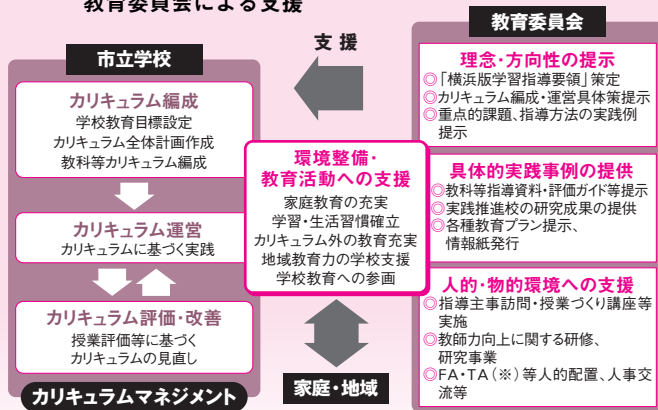 教育委員会による支援
市立学校
カリキュラム編成
学校教育目標設定
カリキュラム全体計画作成
教科等カリキュラム編成
カリキュラム運営
カリキュラムに基づく実践
カリキュラム評価・改善
授業評価等に基づく
カリキュラムの見直し
カリキュラムマネジメント
支援
環境整備・
教育活動への支援
家庭教育の充実
学習・生活習慣確立
カリキュラム外の教育充実
地域教育力の学校支援
学校教育への参画
家庭・地域
教育委員会
理念・方向性の提示
◎「横浜版学習指導要領」策定
◎カリキュラム編成・運営具体策提示
◎重点的課題、指導方法の実践例
提示
具体的実践事例の提供
◎教科等指導資料・評価ガイド等提示
◎実践推進校の研究成果の提供
◎各種教育プラン提示、
情報紙発行
人的・物的環境への支援
◎指導主事訪問・授業づくり講座等
実施
◎教師力向上に関する研修、
研究事業
◎FA・TA(※)等人的配置、人事交
流等